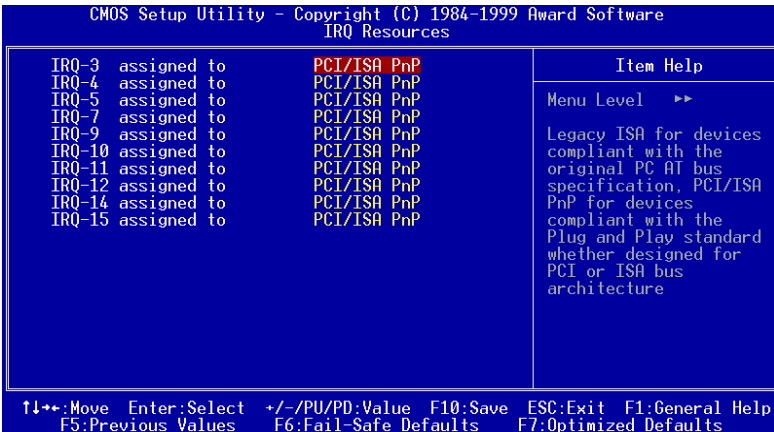 CMOS Setup Utility - Copyright (C) 1984-1999 Award Software
IRQ Resources
IRQ-3 assigned to PCI/ISA PnP
IRQ-4 assigned to PCI/ISA PnP
IRQ-5 assigned to PCI/ISA PnP
IRQ-7 assigned to PCI/ISA PnP
IRQ-9 assigned to PCI/ISA PnP
IRQ-10 assigned to PCI/ISA PnP
IRQ-11 assigned to PCI/ISA PnP
IRQ-12 assigned to PCI/ISA PnP
IRQ-14 assigned to PCI/ISA PnP
IRQ-15 assigned to PCI/ISA PnP
Item Help
Menu Level ▸▸
Legacy ISA for devices
compliant with the
original PC AT bus
specification, PCI/ISA
PnP for devices
compliant with the
Plug and Play standard
whether designed for
PCI or ISA bus
architecture
↑↓→←:Move Enter:Select +/-/PU/PD:Value F10:Save ESC:Exit F1:General Help
F5:Previous Values F6:Fail-Safe Defaults F7:Optimized Defaults